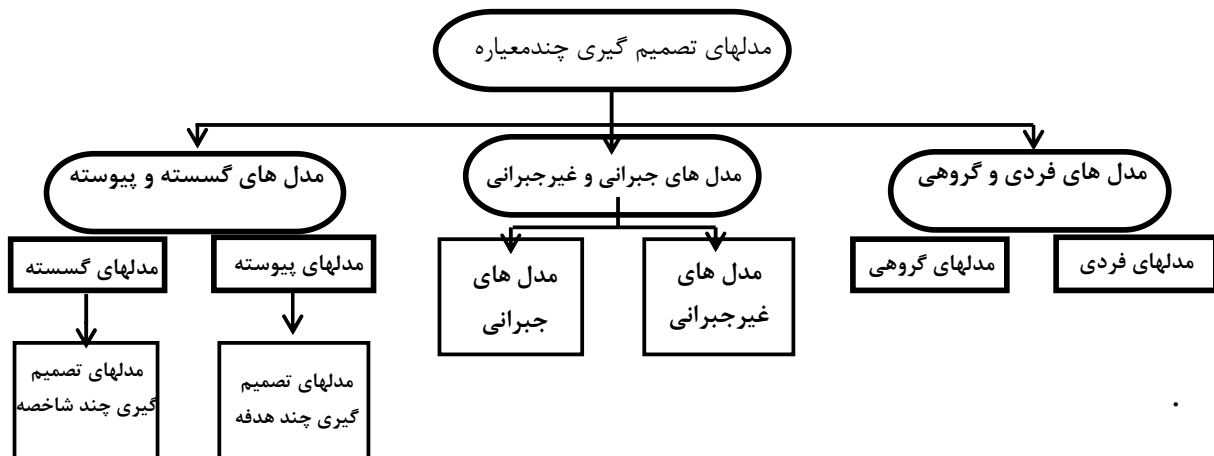 مدلهای تصمیم گیری چندمعیاره
مدل های فردی و گروهی
مدل های جبرانی و غیرجبرانی
مدل های گسسته و پیوسته
مدلهای فردی
مدلهای گروهی
مدل های
غیرجبرانی
مدل های
جبرانی
مدلهای پیوسته
مدلهای گسسته
مدلهای تصمیم
گیری چند هدفه
مدلهای تصمیم
گیری چند شاخصه
.